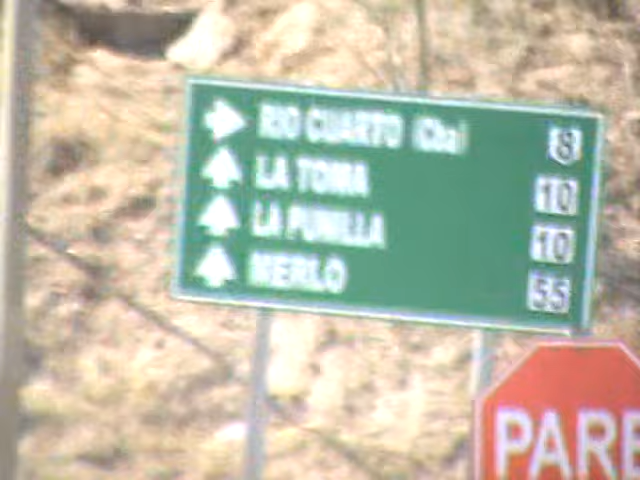 RIO CUARTO (Cba) 8
LA TOMA 10
LA PUNILLA 10
MERLO 55
PARE